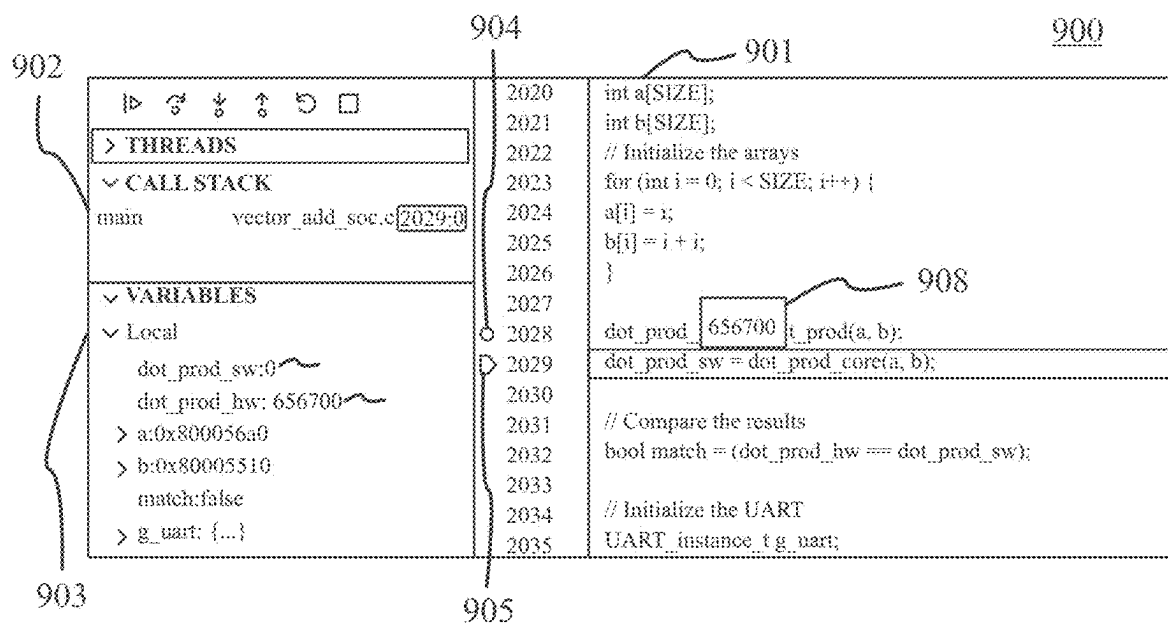 900
904
901
902
THREADS
CALL STACK
main vector_add_soc.c 2029:0
VARIABLES
Local
dot_prod_sw:0
dot_prod_hw: 656700
a:0x800056a0
b:0x80005510
match:false
g_uart: {...}
2020 int a[SIZE];
2021 int b[SIZE];
2022 // Initialize the arrays
2023 for (int i = 0; i < SIZE; i++) {
2024 a[i] = i;
2025 b[i] = i + i;
2026 }
2027
908
2028 dot_prod_ 656700 t_prod(a, b);
2029 dot_prod_sw = dot_prod_core(a, b);
2030
2031 // Compare the results
2032 bool match = (dot_prod_hw == dot_prod_sw);
2033
2034 // Initialize the UART
2035 UART_instance_t g_uart;
903
905